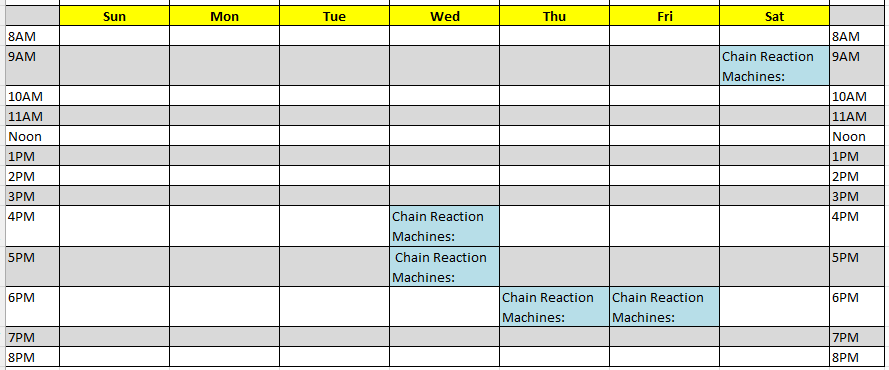 Sun Mon Tue Wed Thu Fri Sat
8AM 8AM
9AM Chain Reaction 9AM
Machines:
10AM 10AM
11AM 11AM
Noon Noon
1PM 1PM
2PM 2PM
3PM 3PM
4PM Chain Reaction 4PM
Machines:
5PM Chain Reaction 5PM
Machines:
6PM Chain Reaction Chain Reaction 6PM
Machines: Machines:
7PM 7PM
8PM 8PM